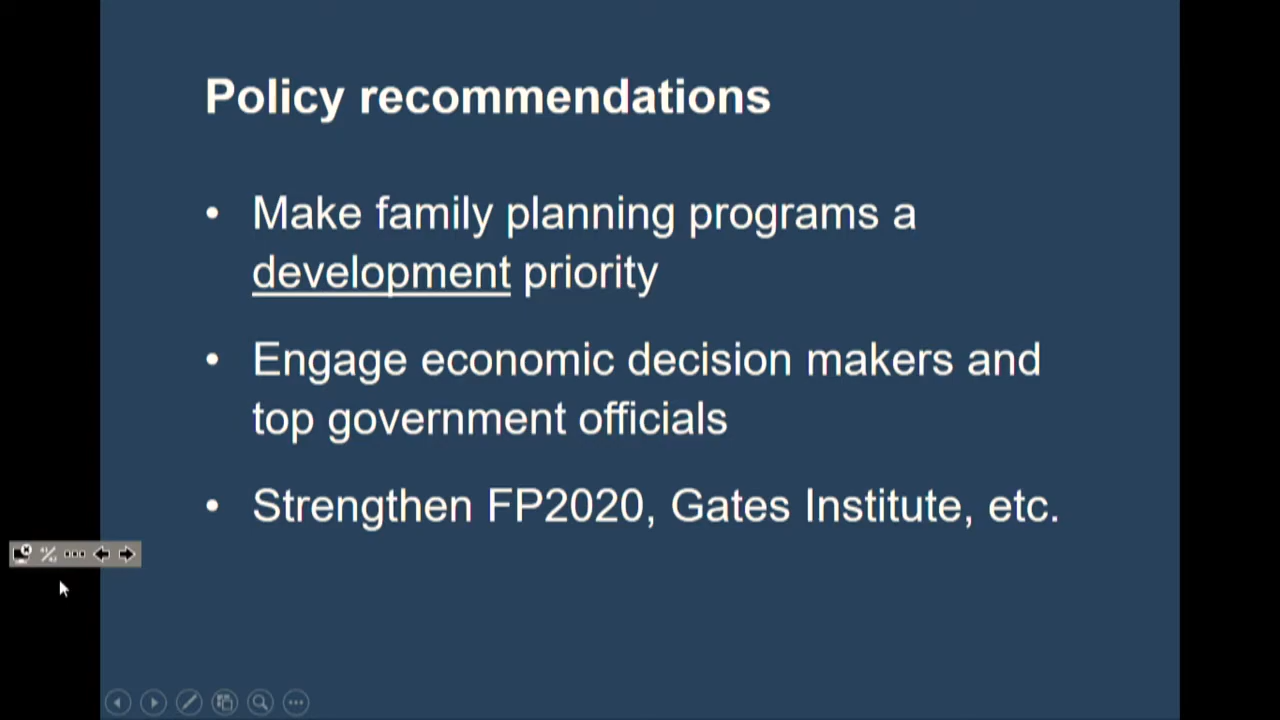 Policy recommendations
• Make family planning programs a
development priority
• Engage economic decision makers and
top government officials
• Strengthen FP2020, Gates Institute, etc.